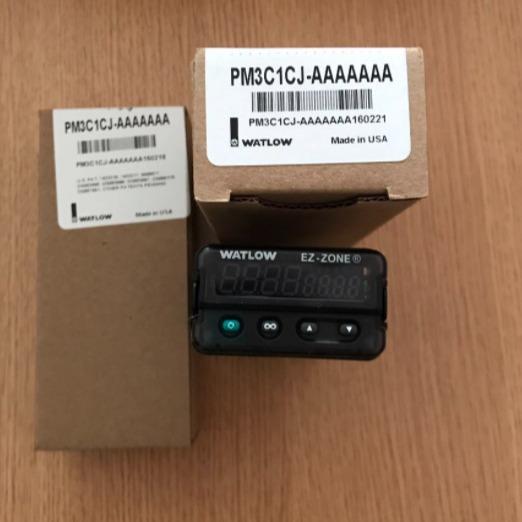 PM3C1CJ-AAAAAAA
PM3C1CJ-AAAAAAA160221
WATLOW Made in USA
PM3C1CJ-AAAAAAA
PM3C1CJ-AAAAAAA160218
WATLOW Made in USA
WATLOW EZ-ZONE®